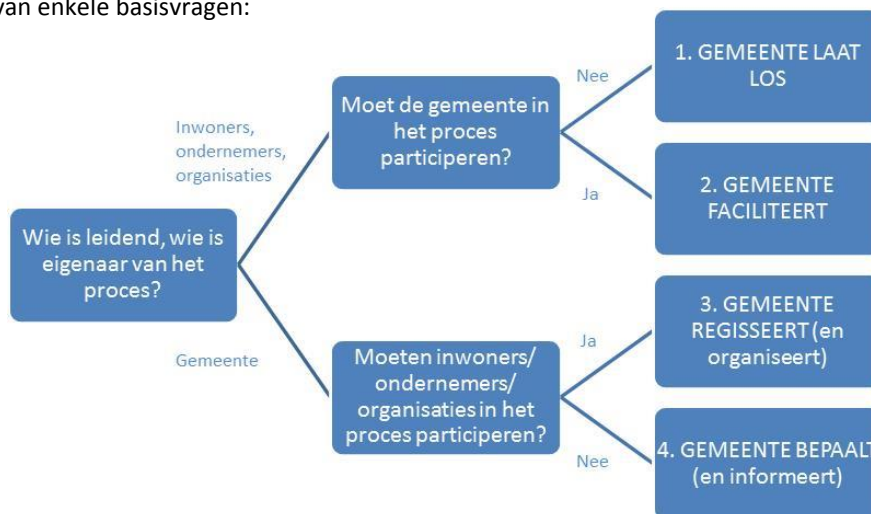 van enkele basisvragen:
Wie is leidend, wie is
eigenaar van het
proces?
Inwoners,
ondernemers,
organisaties
Gemeente
Moet de gemeente in
het proces
participeren?
Nee
Ja
1. GEMEENTE LAAT
LOS
2. GEMEENTE
FACILITEERT
Moeten inwoners/
ondernemers/
organisaties in het
proces participeren?
Ja
Nee
3. GEMEENTE
REGISSEERT (en
organiseert)
4. GEMEENTE BEPAALT
(en informeert)